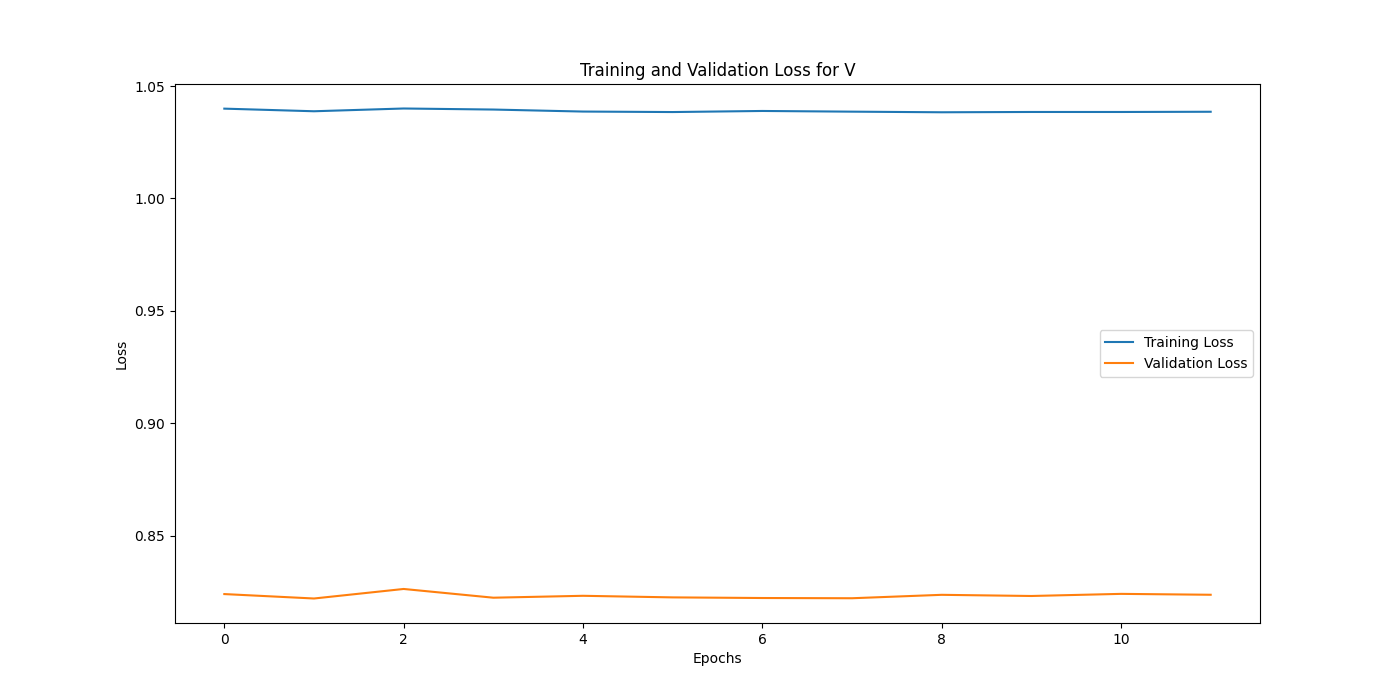 Training and Validation Loss for V
1.05
1.00
0.95
0.90
0.85
Loss
Training Loss
Validation Loss
0
2
4
6
8
10
Epochs